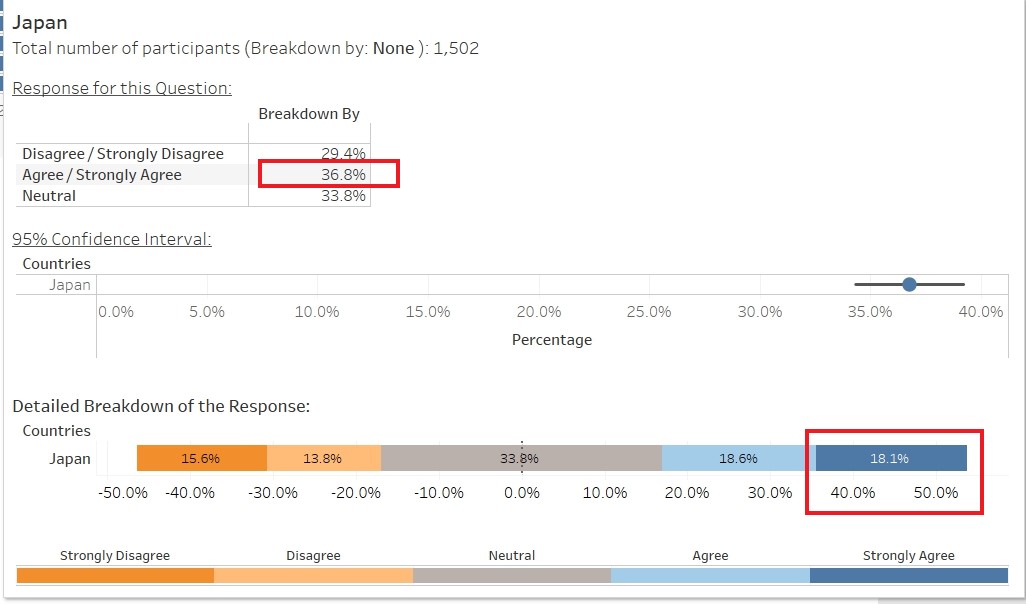 Japan
Total number of participants (Breakdown by: None ): 1,502
Response for this Question:
Breakdown By
Disagree / Strongly Disagree 29.4%
Agree / Strongly Agree 36.8%
Neutral 33.8%
95% Confidence Interval:
Countries
Japan
0.0% 5.0% 10.0% 15.0% 20.0% 25.0% 30.0% 35.0% 40.0%
Percentage
Detailed Breakdown of the Response:
Countries
Japan 15.6% 13.8% 33.8% 18.6% 18.1%
-50.0% -40.0% -30.0% -20.0% -10.0% 0.0% 10.0% 20.0% 30.0% 40.0% 50.0%
Strongly Disagree Disagree Neutral Agree Strongly Agree